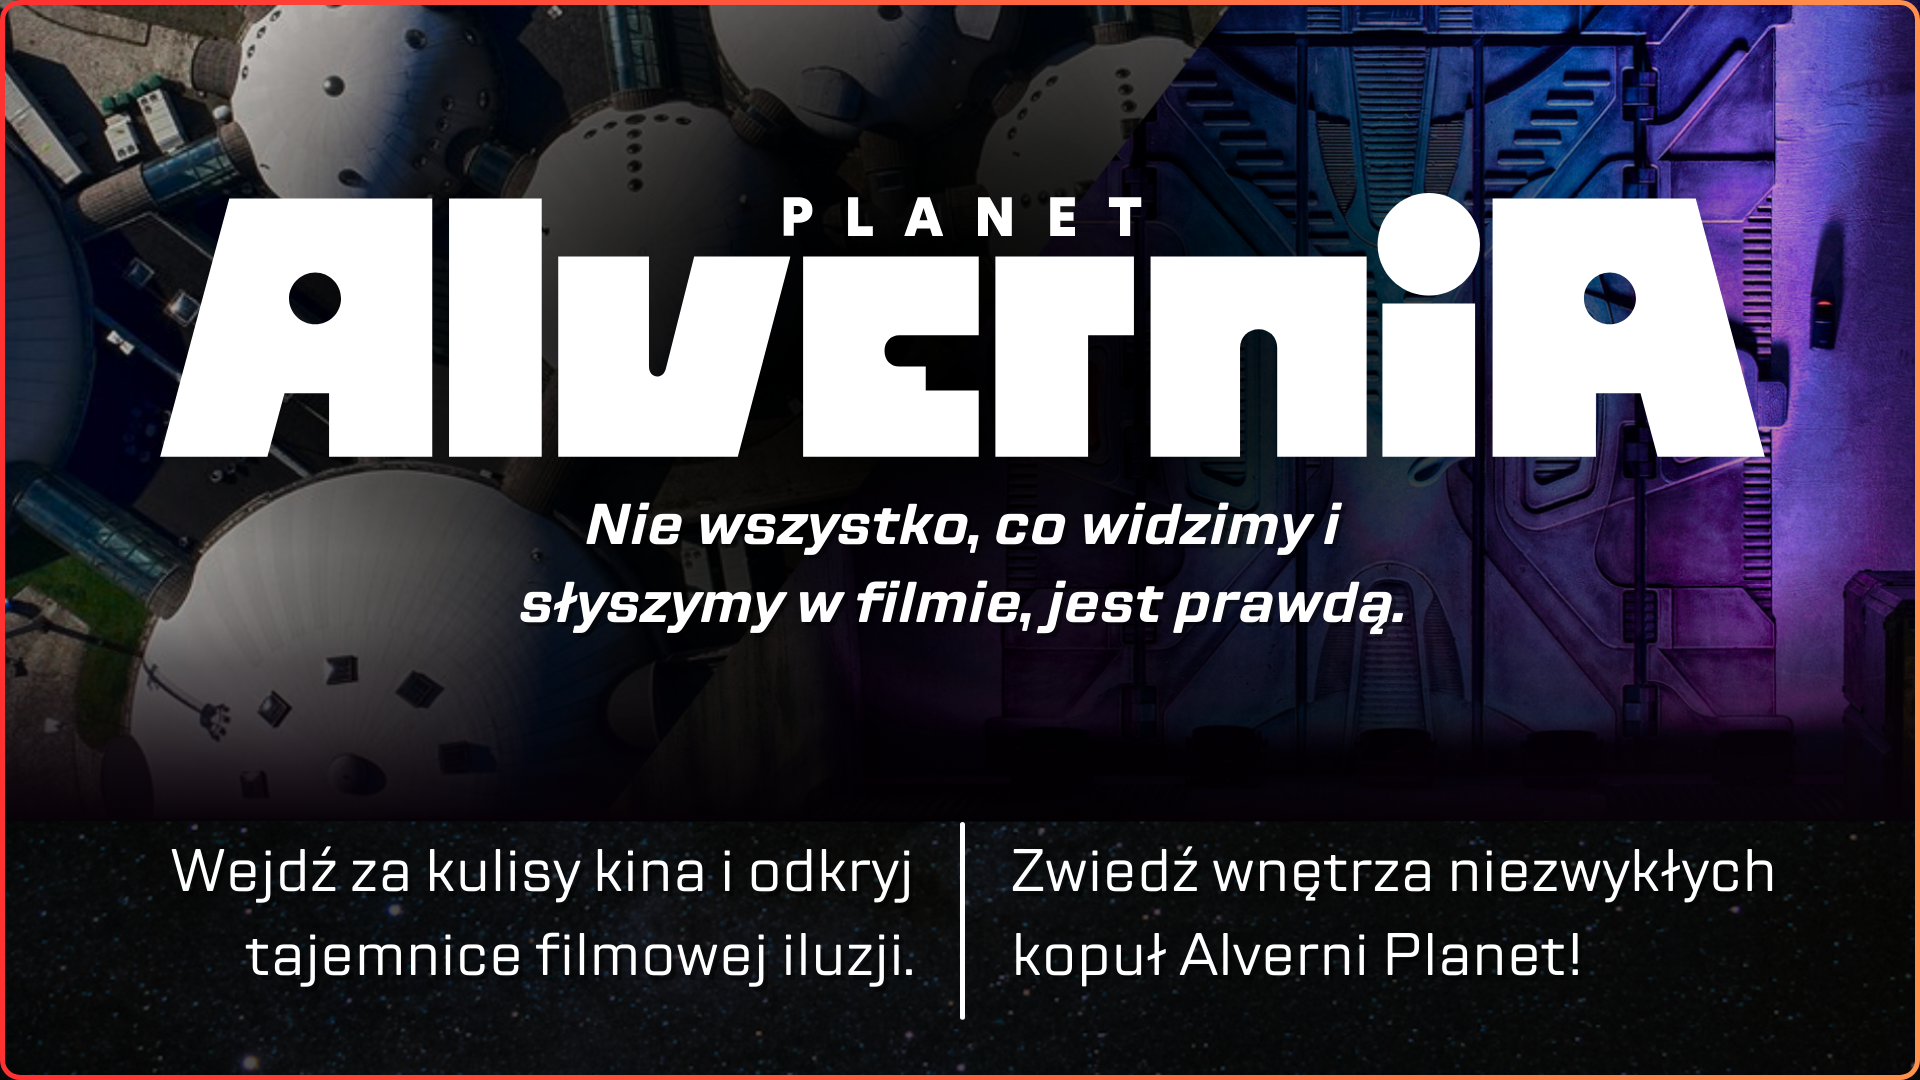 PLANET
AlverniA
Nie wszystko, co widzimy i
słyszymy w filmie, jest prawdą.
Wejdź za kulisy kina i odkryj
tajemnice filmowej iluzji.
Zwiedź wnętrza niezwykłych
kopuł Alverni Planet!